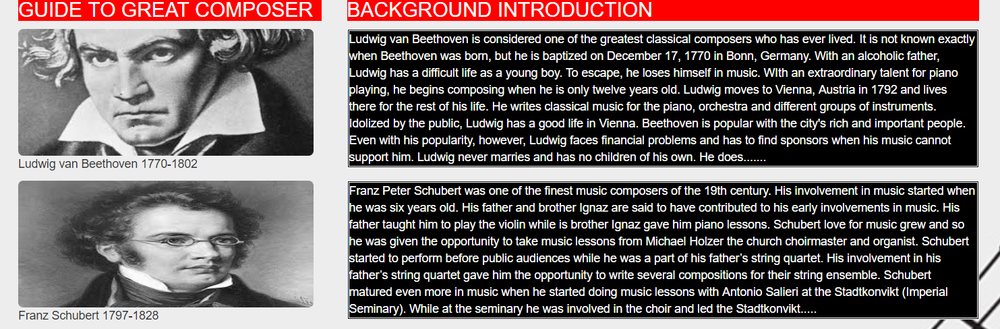 GUIDE TO GREAT COMPOSER
BACKGROUND INTRODUCTION
Ludwig van Beethoven 1770-1802
Ludwig van Beethoven is considered one of the greatest classical composers who has ever lived. It is not known exactly
when Beethoven was born, but he is baptized on December 17, 1770 in Bonn, Germany. With an alcoholic father,
Ludwig has a difficult life as a young boy. To escape, he loses himself in music. WIth an extraordinary talent for piano
playing, he begins composing when he is only twelve years old. Ludwig moves to Vienna, Austria in 1792 and lives
there for the rest of his life. He writes classical music for the piano, orchestra and different groups of instruments.
Idolized by the public, Ludwig has a good life in Vienna. Beethoven is popular with the city's rich and important people.
Even with his popularity, however, Ludwig faces financial problems and has to find sponsors when his music cannot
support him. Ludwig never marries and has no children of his own. He does.......
Franz Schubert 1797-1828
Franz Peter Schubert was one of the finest music composers of the 19th century. His involvement in music started when
he was six years old. His father and brother Ignaz are said to have contributed to his early involvements in music. His
father taught him to play the violin while is brother Ignaz gave him piano lessons. Schubert love for music grew and so
he was given the opportunity to take music lessons from Michael Holzer the church choirmaster and organist. Schubert
started to perform before public audiences while he was a part of his father’s string quartet. His involvement in his
father’s string quartet gave him the opportunity to write several compositions for their string ensemble. Schubert
matured even more in music when he started doing music lessons with Antonio Salieri at the Stadtkonvikt (Imperial
Seminary). While at the seminary he was involved in the choir and led the Stadtkonvikt.....